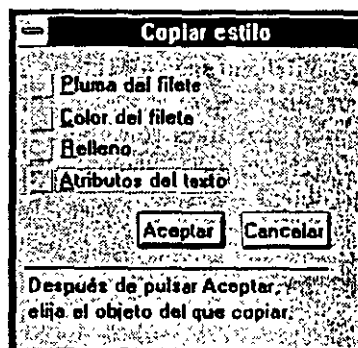 Copiar estilo
Pluma del filete
Color del filete
Relleno
Atributos del texto
Aceptar Cancelar
Después de pulsar Aceptar,
elija el objeto del que copiar.